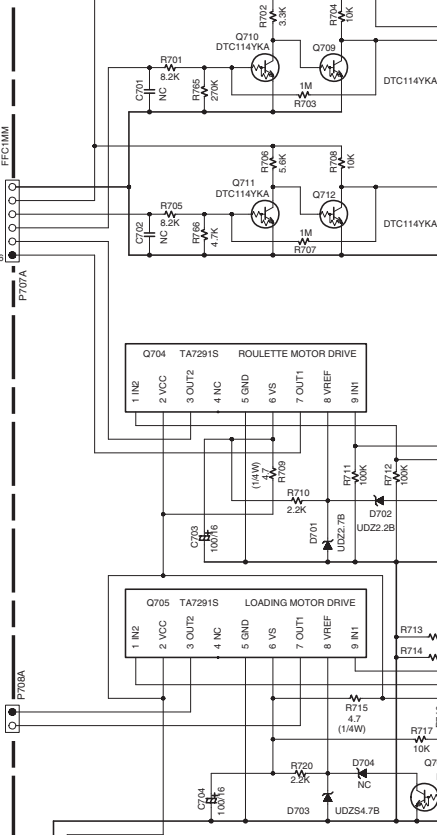 R702
3.3K
R704
10K
Q710
DTC114YKA
Q709
R701
8.2K
C701
NC
R765
270K
1M
R703
DTC114YKA
FFC1MM
R706
5.6K
R708
10K
Q711
DTC114YKA
Q712
R705
8.2K
C702
NC
R766
4.7K
1M
R707
DTC114YKA
P707A
Q704 TA7291S ROULETTE MOTOR DRIVE
1 IN2
2 VCC
3 OUT2
4 NC
5 GND
6 VS
7 OUT1
8 VREF
9 IN1
(1/4W)
4.7
R709
R711
100K
R712
100K
R710
2.2K
D702
UDZ2.2B
C703
100/16
D701
UDZ2.7B
Q705 TA7291S LOADING MOTOR DRIVE
1 IN2
2 VCC
3 OUT2
4 NC
5 GND
6 VS
7 OUT1
8 VREF
9 IN1
R713
R714
P708A
R715
4.7
(1/4W)
R717
10K
R720
2.2K
D704
NC
C704
100/16
D703
UDZS4.7B